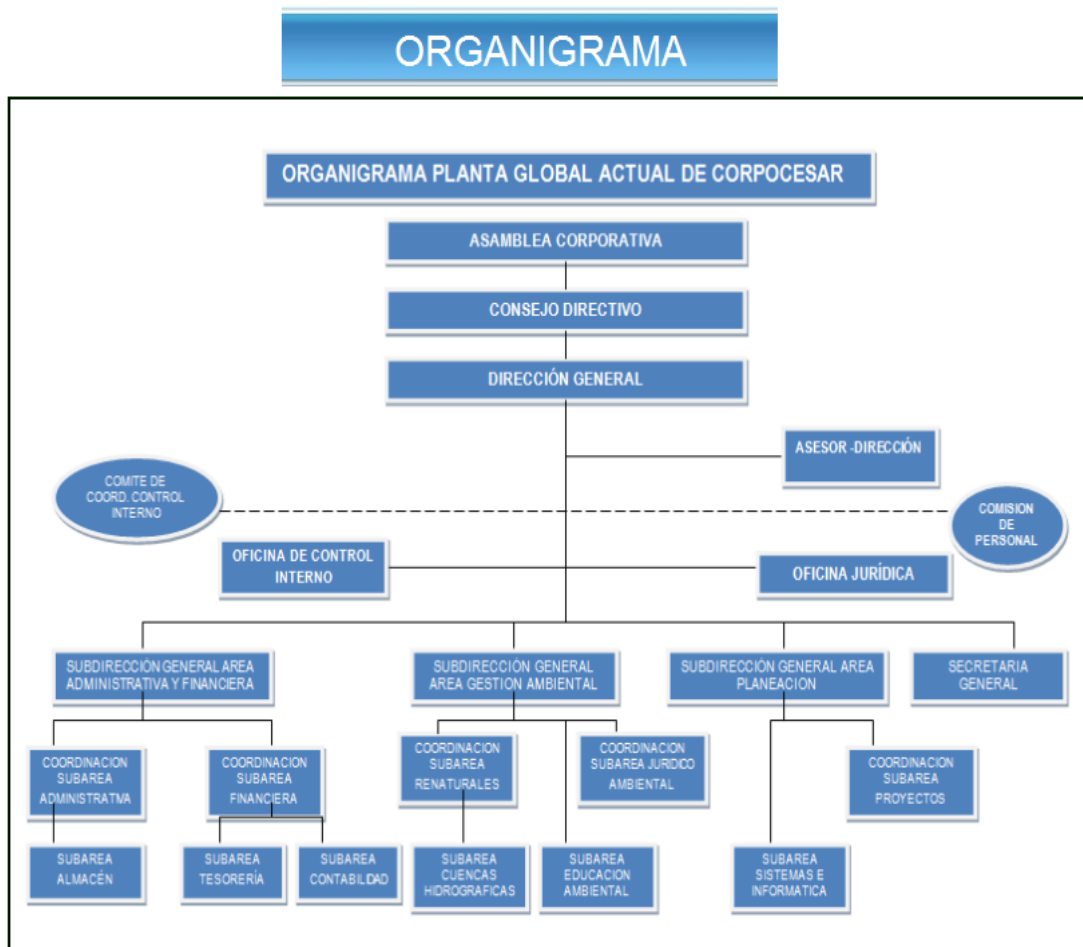 ORGANIGRAMA
ORGANIGRAMA PLANTA GLOBAL ACTUAL DE CORPOCESAR
ASAMBLEA CORPORATIVA
CONSEJO DIRECTIVO
DIRECCIÓN GENERAL
ASESOR -DIRECCIÓN
COMITE DE
COORD. CONTROL
INTERNO
COMISION
DE
PERSONAL
OFICINA DE CONTROL
INTERNO
OFICINA JURÍDICA
SUBDIRECCIÓN GENERAL AREA
ADMINISTRATIVA Y FINANCIERA
SUBDIRECCIÓN GENERAL
AREA GESTION AMBIENTAL
SUBDIRECCIÓN GENERAL AREA
PLANEACION
SECRETARIA
GENERAL
COORDINACION
SUBAREA
ADMINISTRATIVA
COORDINACION
SUBAREA
FINANCIERA
COORDINACION
SUBAREA
RENATURALES
COORDINACION
SUBAREA JURIDICO
AMBIENTAL
COORDINACION
SUBAREA
PROYECTOS
SUBAREA
ALMACÉN
SUBAREA
TESORERÍA
SUBAREA
CONTABILIDAD
SUBAREA
CUENCAS
HIDROGRAFICAS
SUBAREA
EDUCACION
AMBIENTAL
SUBAREA
SISTEMAS E
INFORMATICA